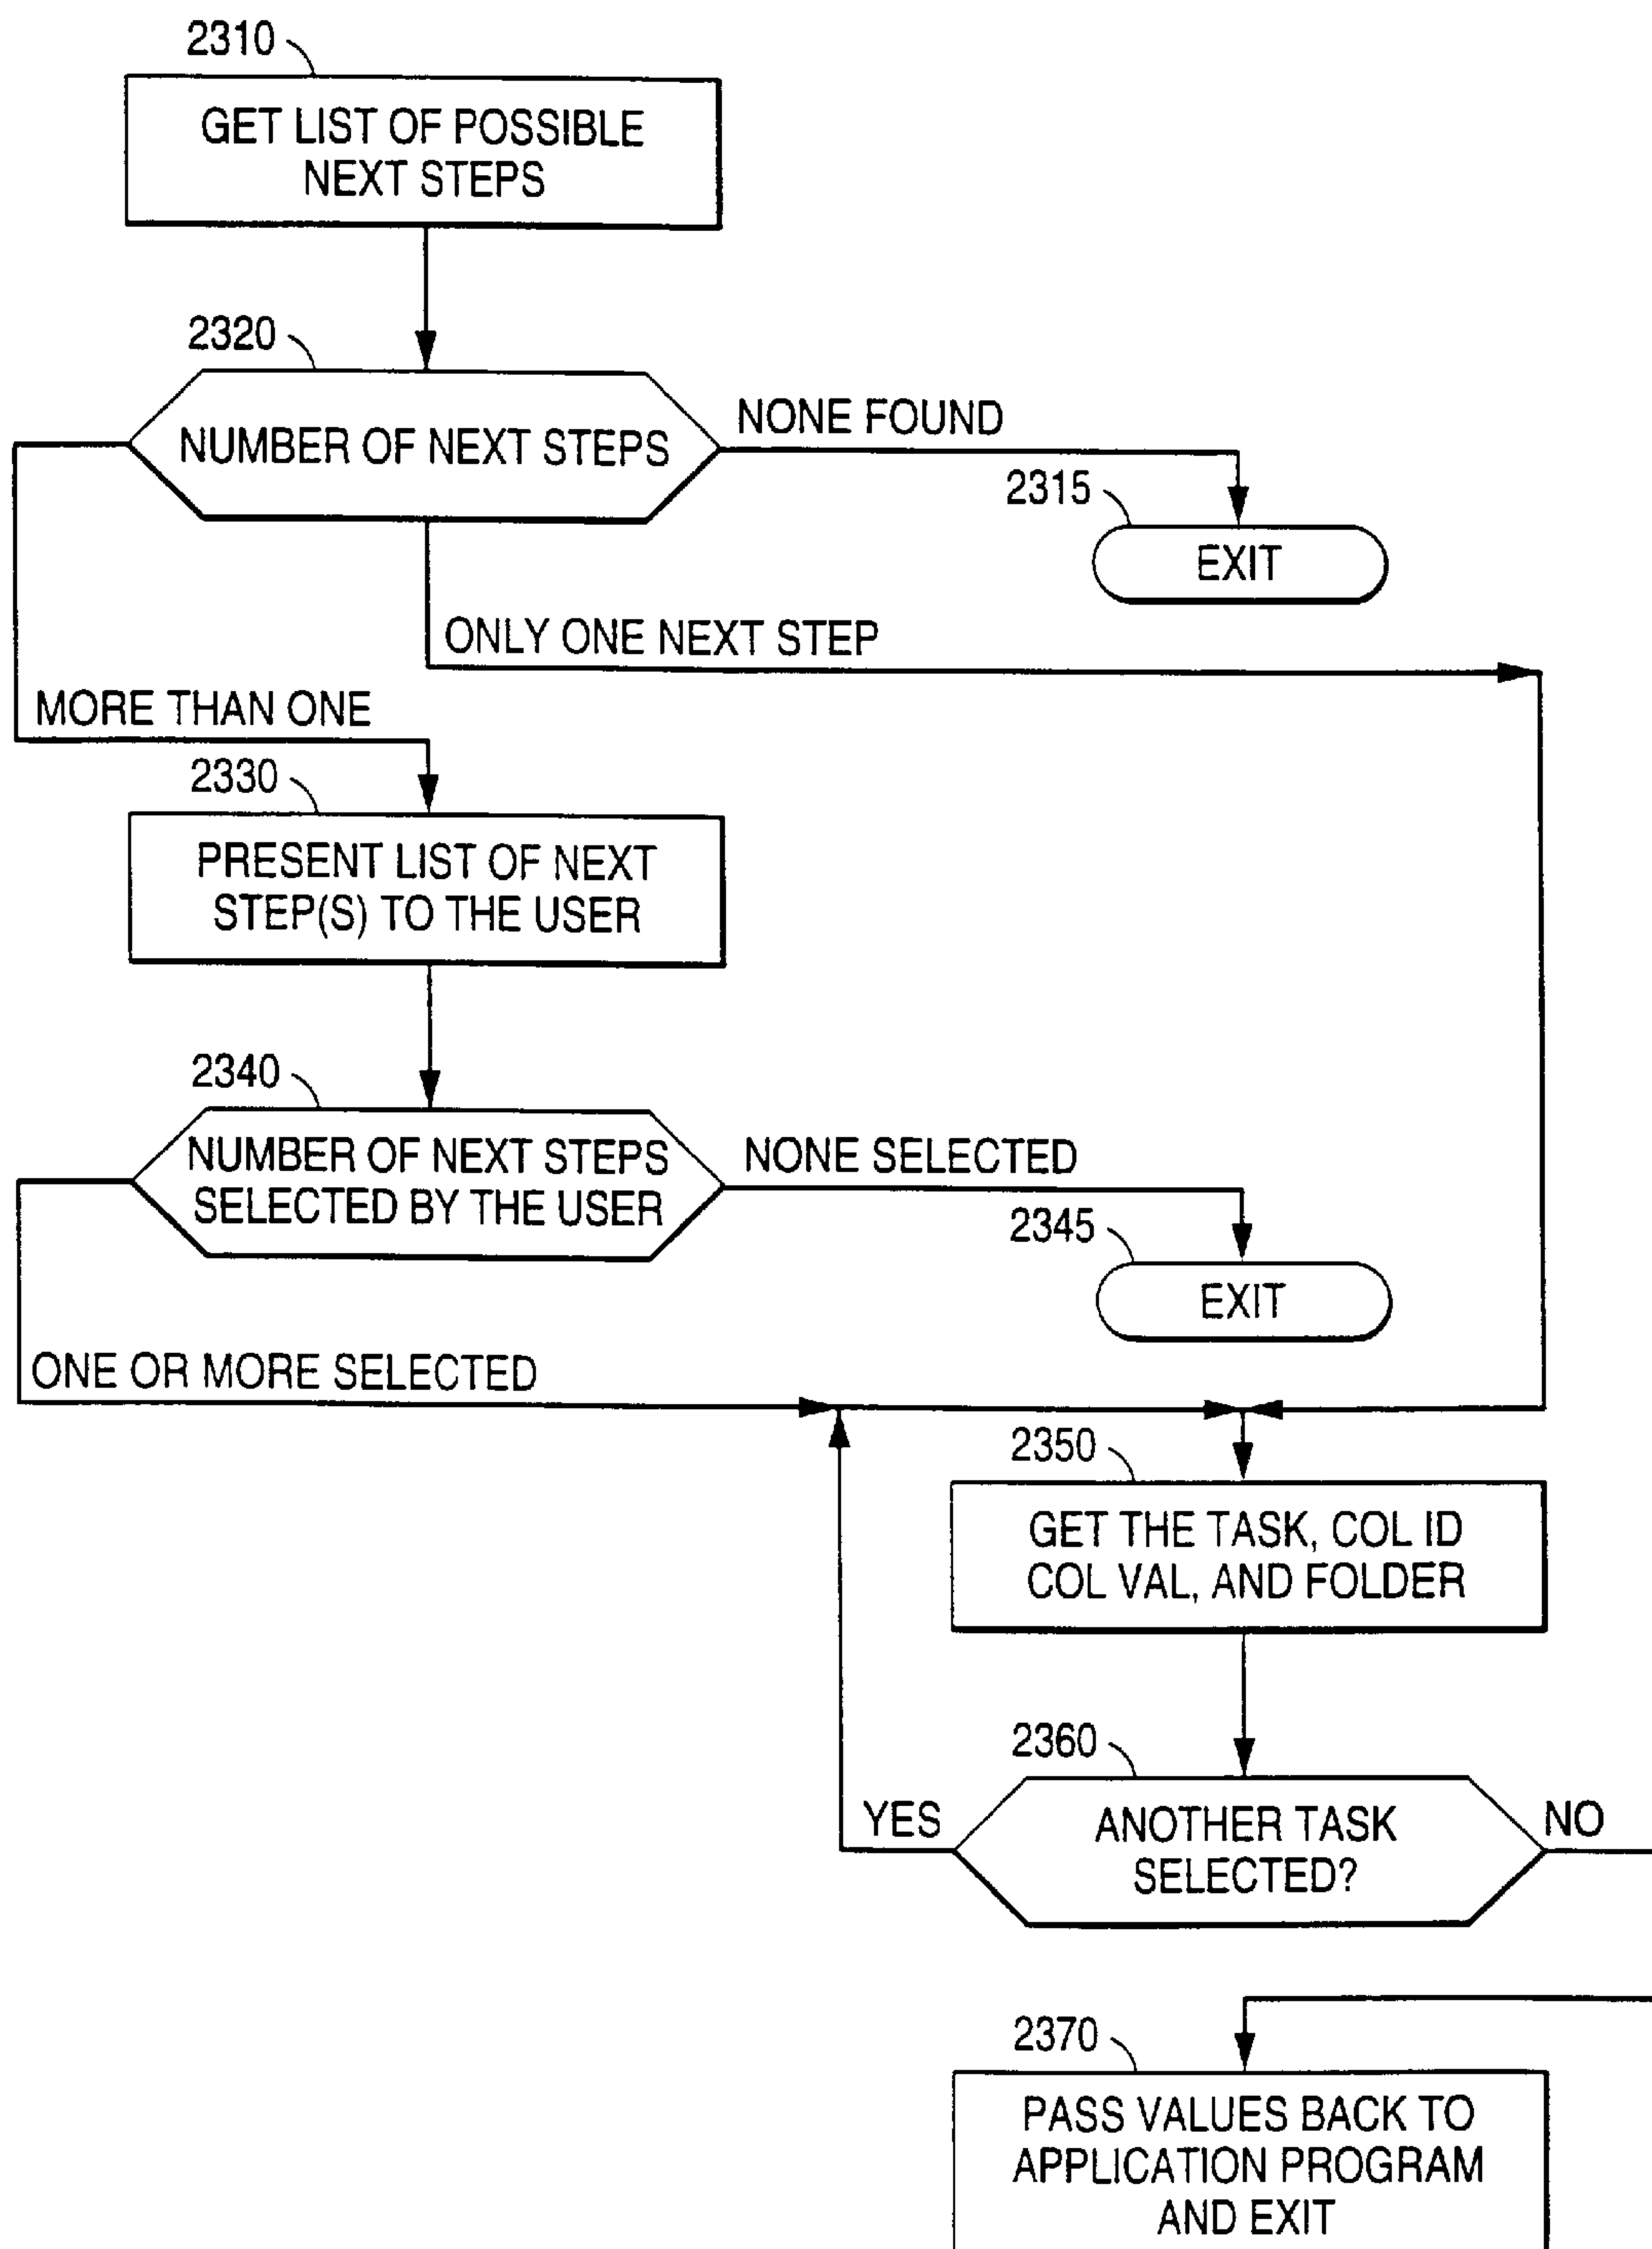 2310
GET LIST OF POSSIBLE
NEXT STEPS
2320
NUMBER OF NEXT STEPS
NONE FOUND
2315
EXIT
ONLY ONE NEXT STEP
MORE THAN ONE
2330
PRESENT LIST OF NEXT
STEP(S) TO THE USER
2340
NUMBER OF NEXT STEPS
SELECTED BY THE USER
NONE SELECTED
2345
EXIT
ONE OR MORE SELECTED
2350
GET THE TASK, COL ID
COL VAL, AND FOLDER
2360
YES
ANOTHER TASK
SELECTED?
NO
2370
PASS VALUES BACK TO
APPLICATION PROGRAM
AND EXIT